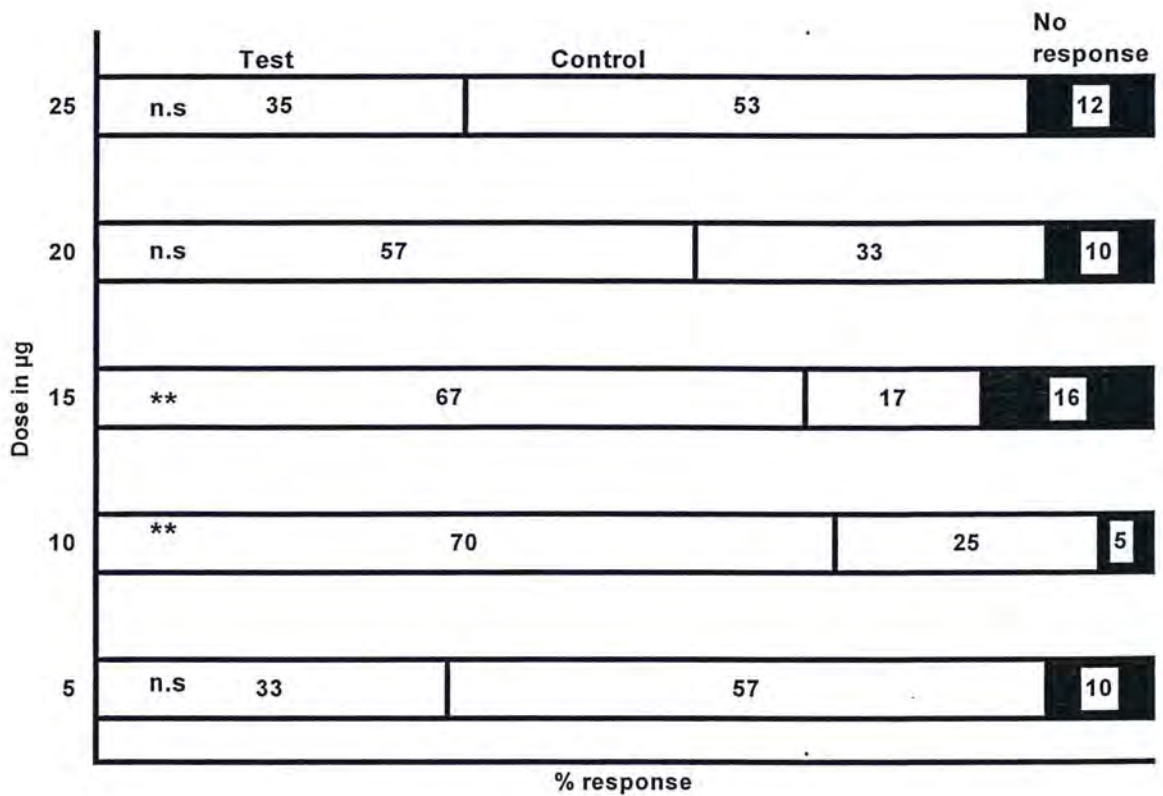 No
response
Test Control
25 n.s 35 53 12
20 n.s 57 33 10
15 ** 67 17 16
10 ** 70 25 5
5 n.s 33 57 10
Dose in µg
% response